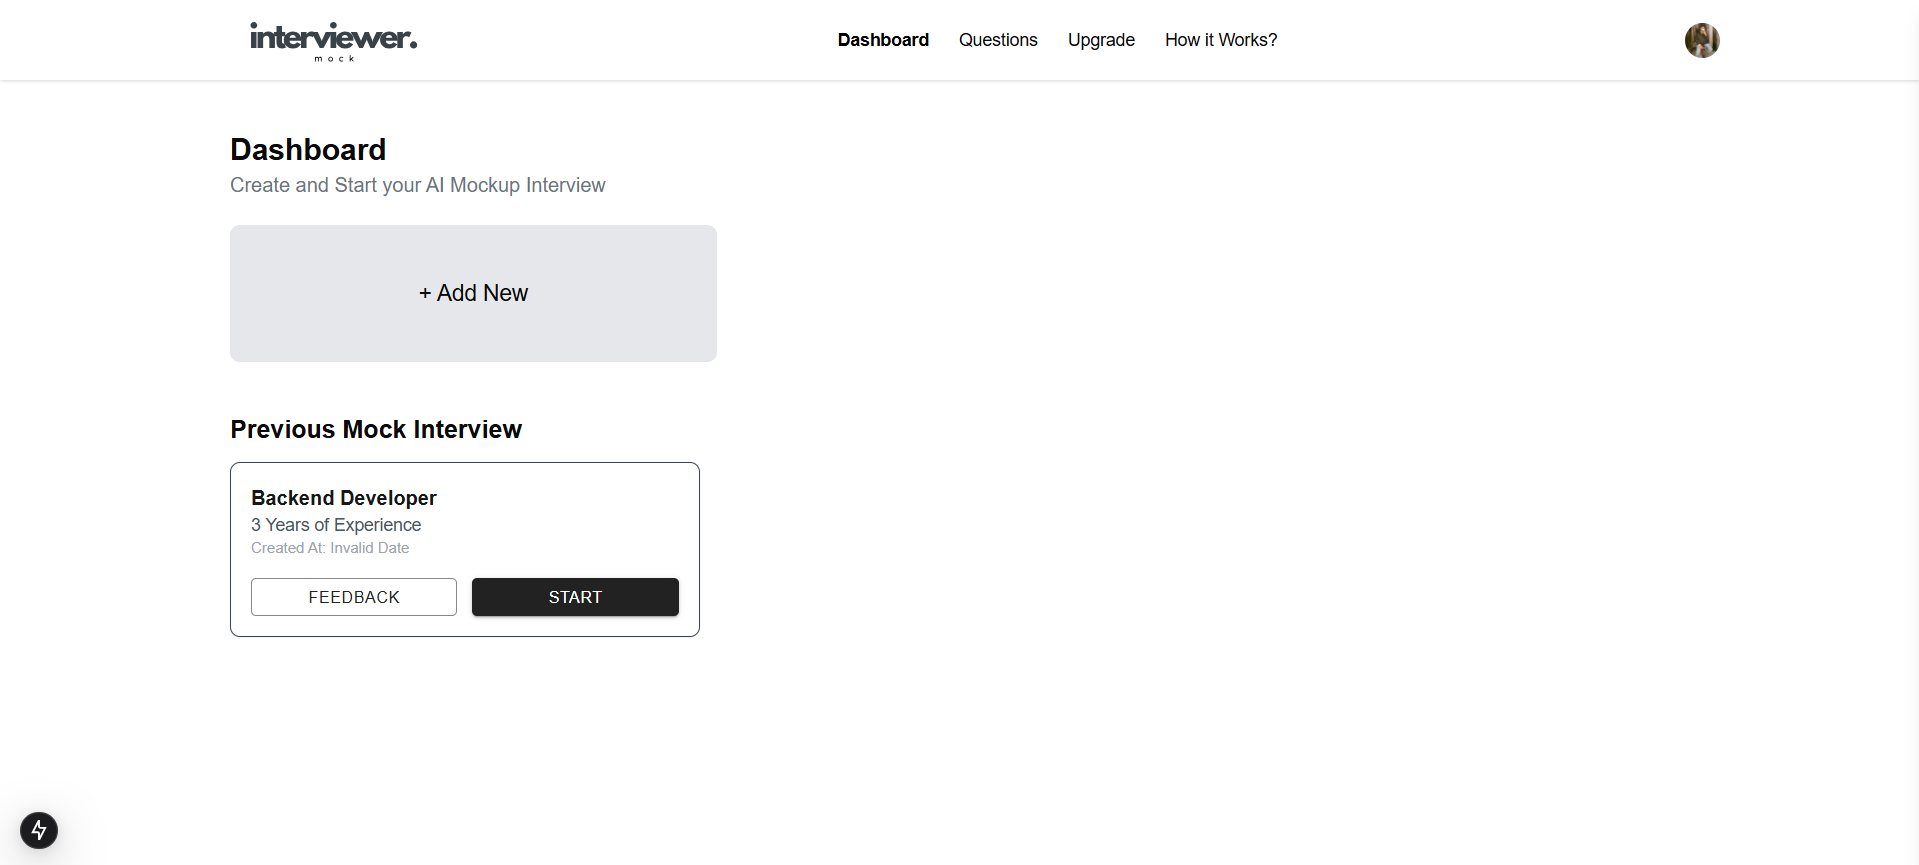 interviewer.
mock
Dashboard Questions Upgrade How it Works?
Dashboard
Create and Start your AI Mockup Interview
+ Add New
Previous Mock Interview
Backend Developer
3 Years of Experience
Created At: Invalid Date
FEEDBACK START